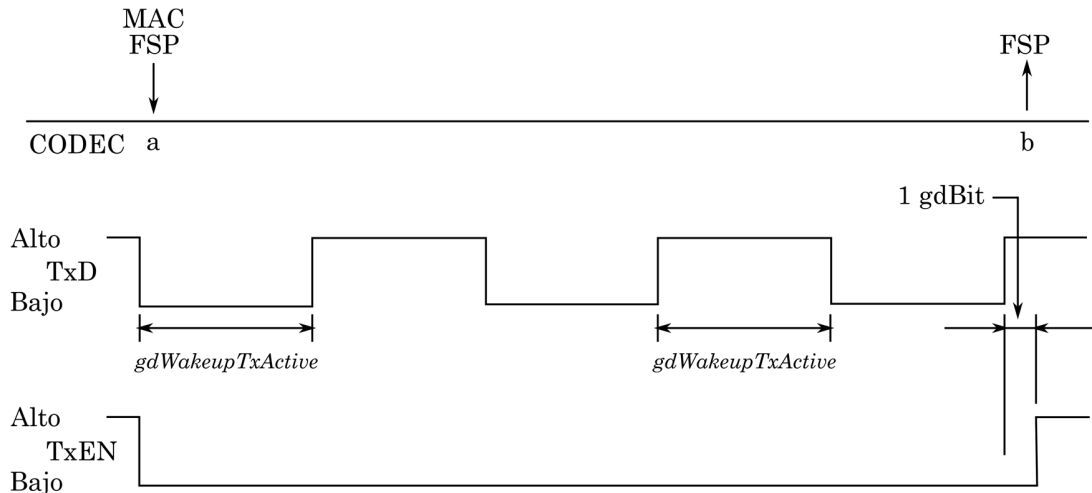 MAC
FSP
FSP
CODEC a
b
1 gdBit
Alto
TxD
Bajo
gdWakeupTxActive
gdWakeupTxActive
Alto
TxEN
Bajo